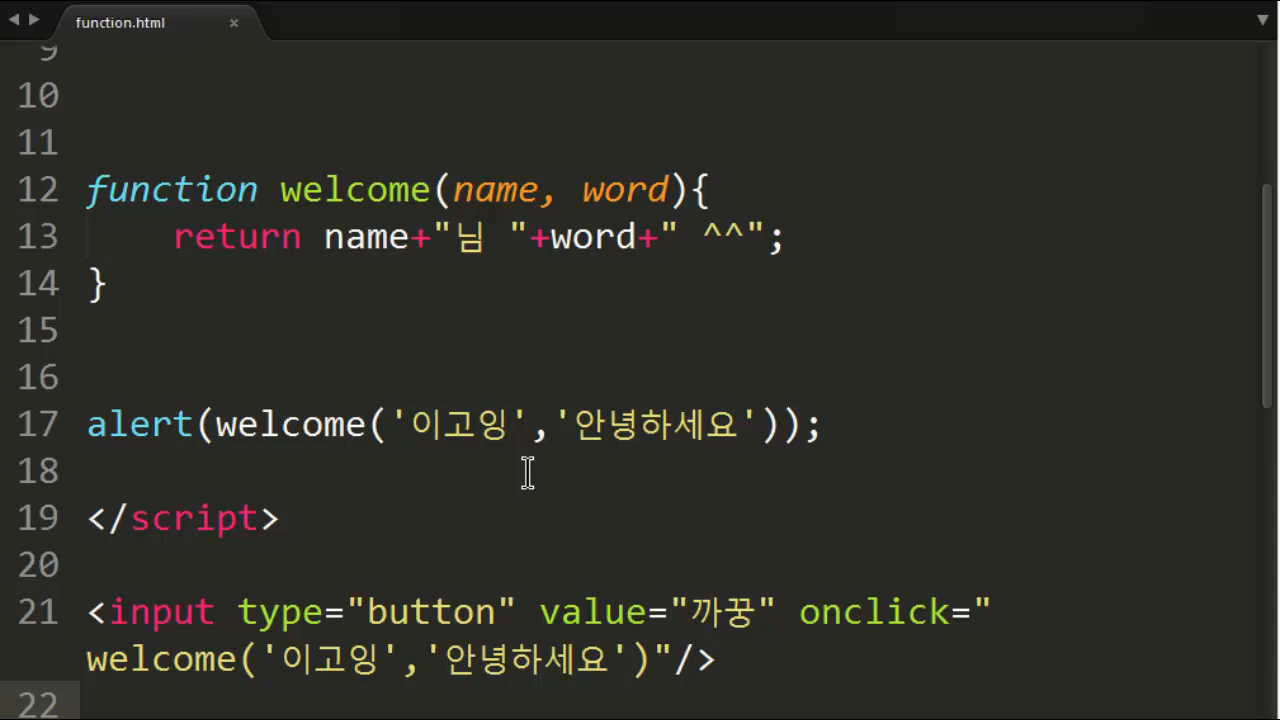 function.html ×
9
10
11
12 function welcome(name, word){
13 return name+"님 "+word+" ^^";
14 }
15
16
17 alert(welcome('이고잉','안녕하세요'));
18
19 </script>
20
21 <input type="button" value="까꿍" onclick="
welcome('이고잉','안녕하세요')"/>
22